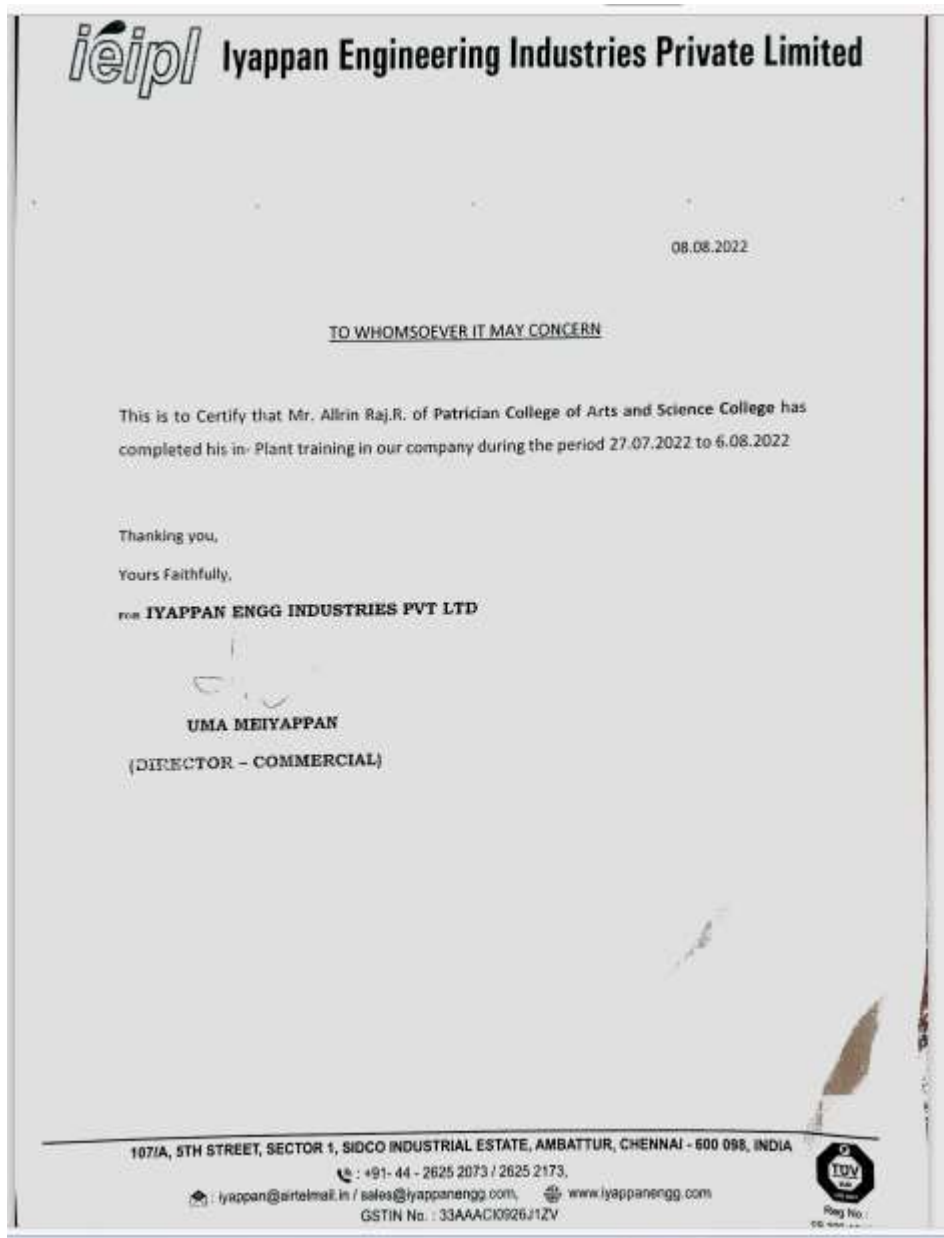 ieipl Iyappan Engineering Industries Private Limited
08.08.2022
TO WHOMSOEVER IT MAY CONCERN
This is to Certify that Mr. Allrin Raj.R. of Patrician College of Arts and Science College has
completed his in- Plant training in our company during the period 27.07.2022 to 6.08.2022
Thanking you,
Yours Faithfully,
FOR IYAPPAN ENGG INDUSTRIES PVT LTD
UMA MEIYAPPAN
(DIRECTOR – COMMERCIAL)
107/A, 5TH STREET, SECTOR 1, SIDCO INDUSTRIAL ESTATE, AMBATTUR, CHENNAI - 600 098, INDIA
: +91- 44 - 2625 2073 / 2625 2173,
: iyappan@airtelmail.in / sales@iyappanengg.com, www.iyappanengg.com
GSTIN No. : 33AAACI0926J1ZV
TUV
Reg No.: